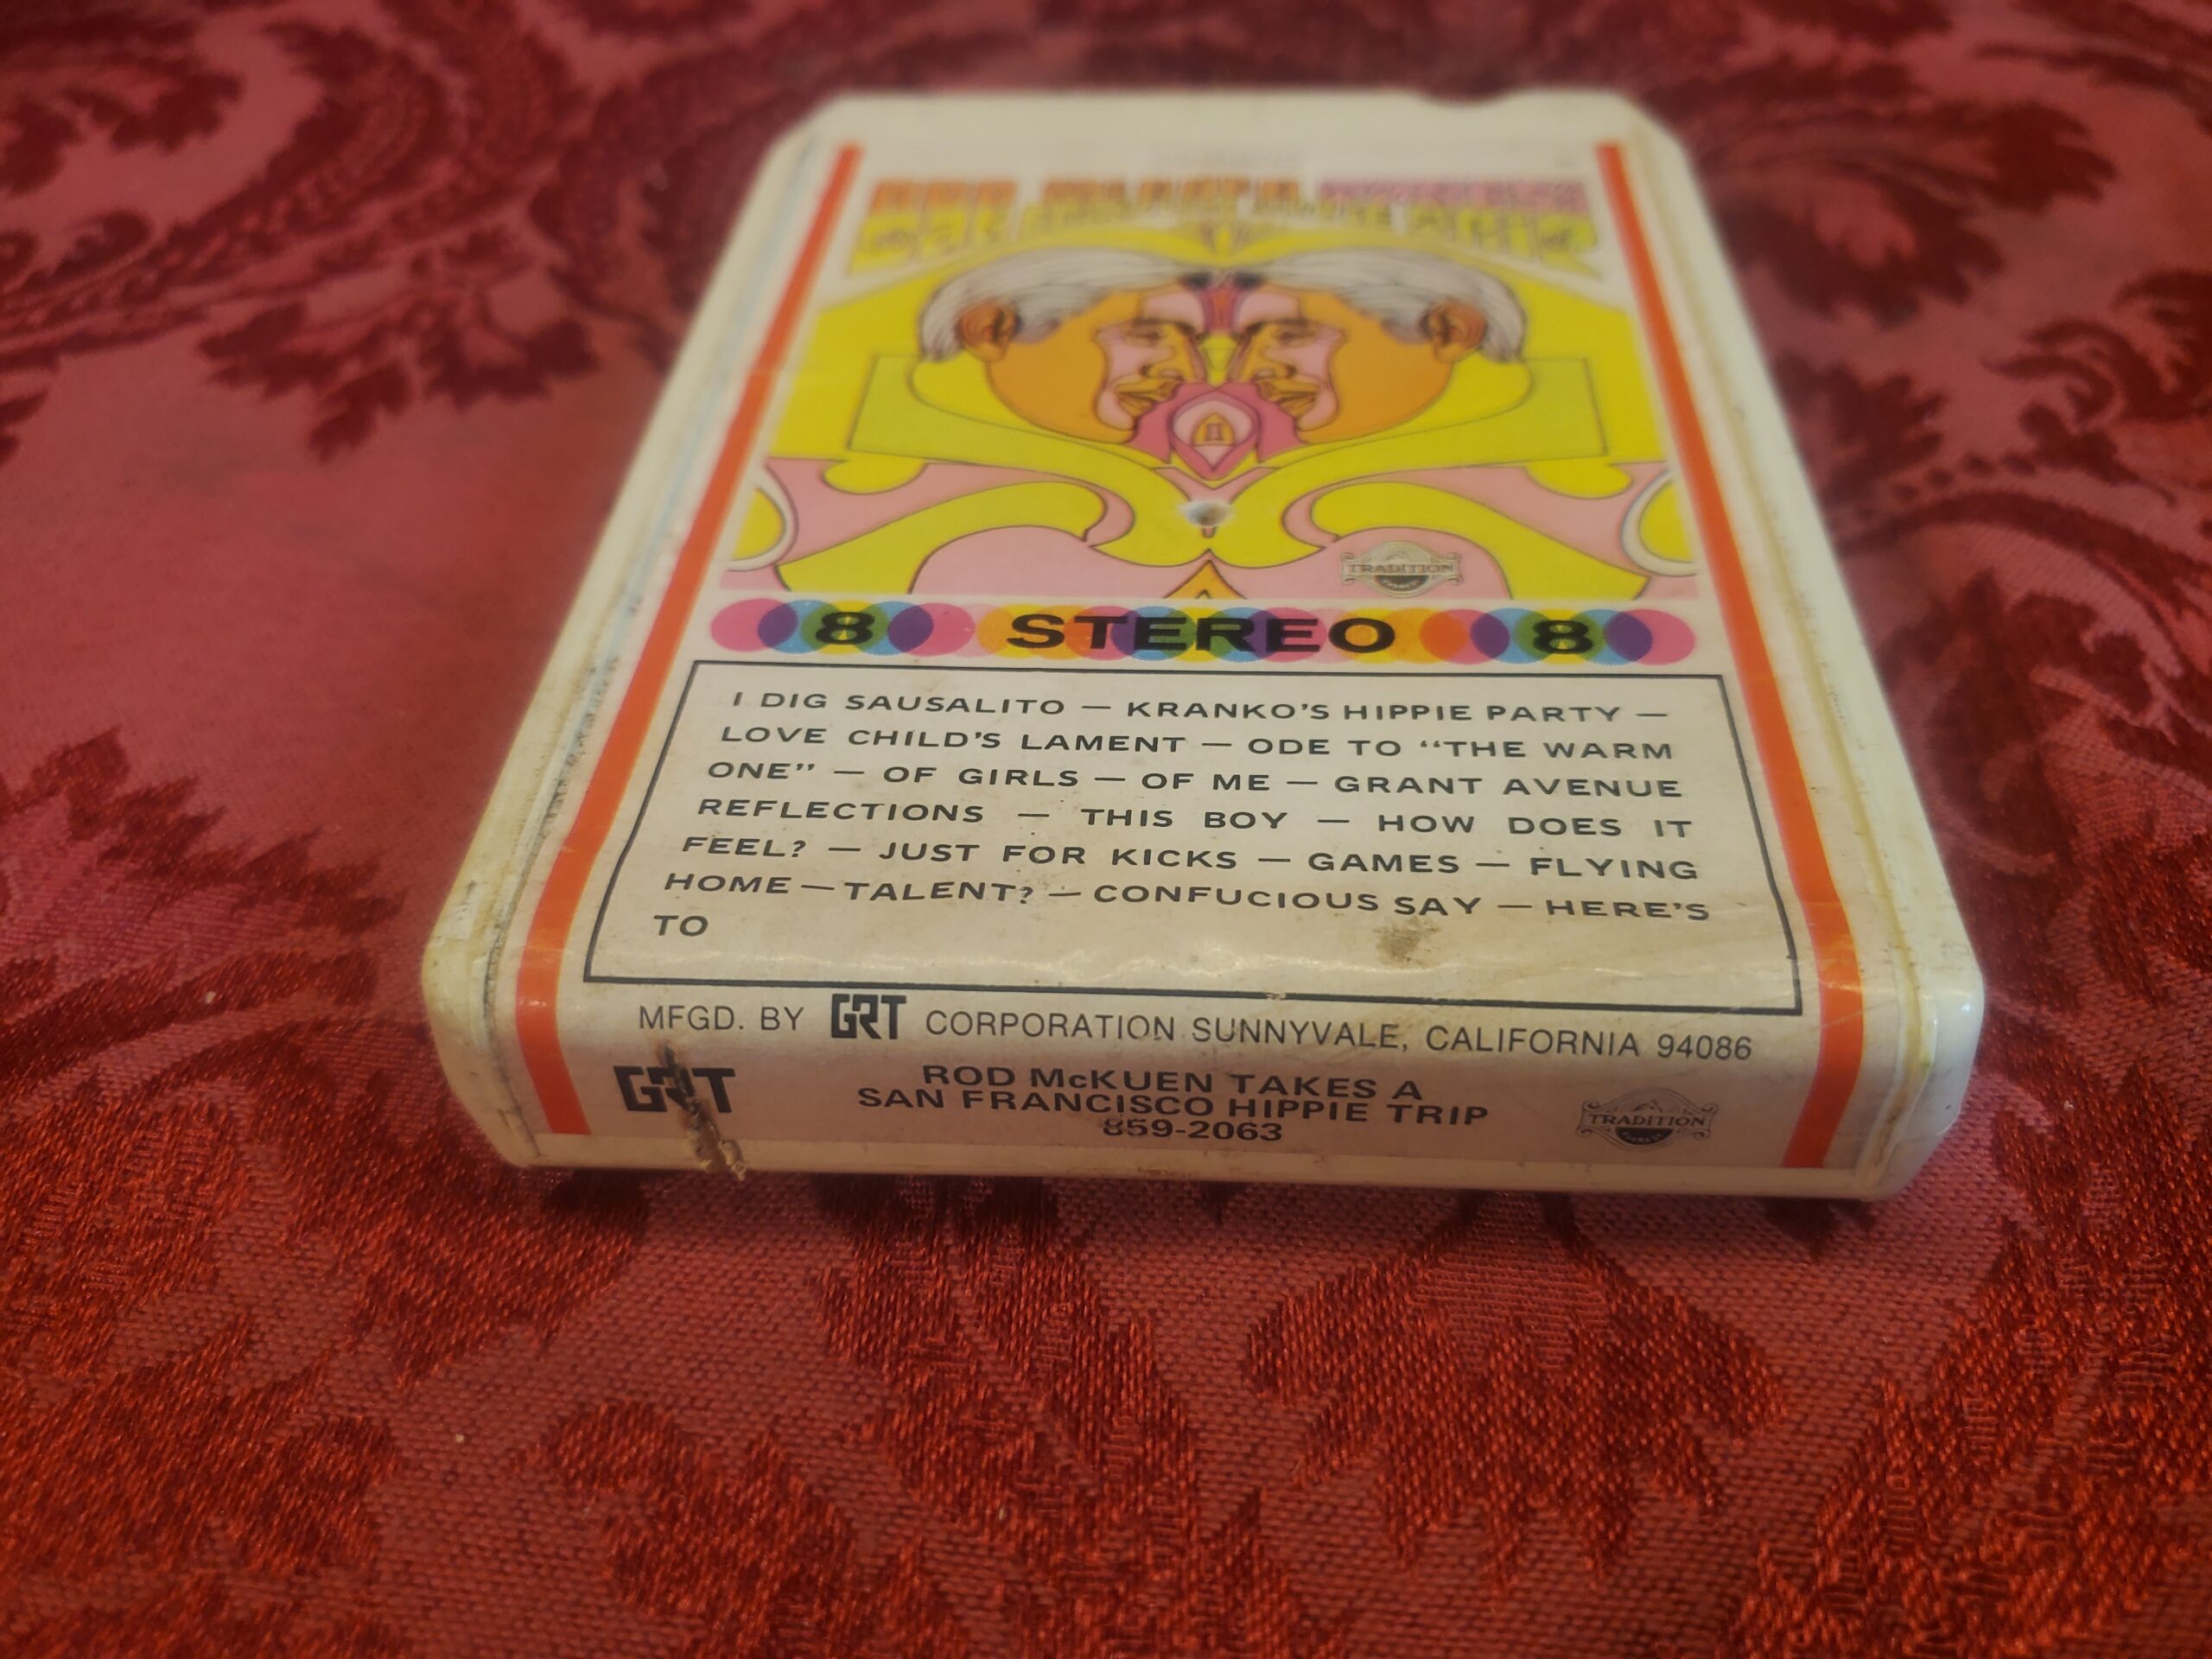 8 STEREO 8
I DIG SAUSALITO — KRANKO'S HIPPIE PARTY —
LOVE CHILD'S LAMENT — ODE TO “THE WARM
ONE” — OF GIRLS — OF ME — GRANT AVENUE
REFLECTIONS — THIS BOY — HOW DOES IT
FEEL? — JUST FOR KICKS — GAMES — FLYING
HOME — TALENT? — CONFUCIOUS SAY — HERE'S
TO
MFGD. BY GRT CORPORATION SUNNYVALE, CALIFORNIA 94086
GRT
ROD McKUEN TAKES A
SAN FRANCISCO HIPPIE TRIP
859-2063
TRADITION
TRADITION